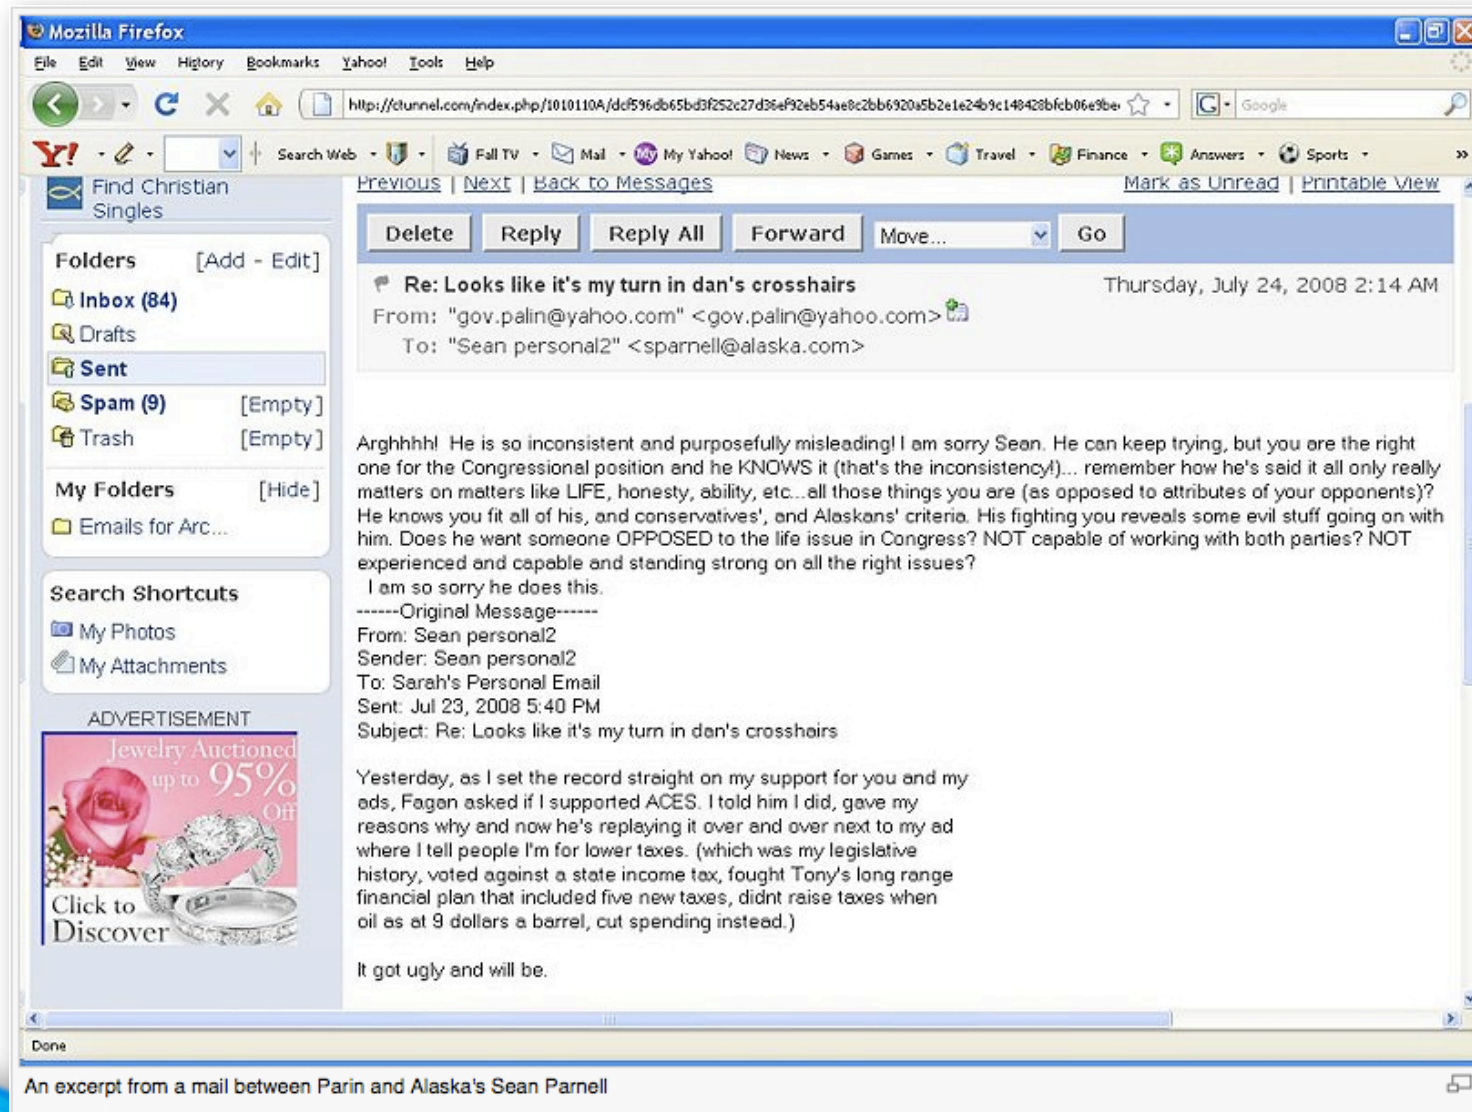 Mozilla Firefox
File Edit View History Bookmarks Yahoo! Tools Help
http://ctunnel.com/index.php/1010110A/dcf596db65bd3f252c27d36ef92eb54ae8c2bb6920a5b2e1e24b9c148428bfcb06e9be
G Google
Y! Search Web Fall TV Mail My Yahoo! News Games Travel Finance Answers Sports »
Find Christian
Singles
Previous | Next | Back to Messages Mark as Unread | Printable View
Delete Reply Reply All Forward Move... Go
Folders [Add - Edit]
Inbox (84)
Drafts
Sent
Spam (9) [Empty]
Trash [Empty]
My Folders [Hide]
Emails for Arc...
Search Shortcuts
My Photos
My Attachments
ADVERTISEMENT
Jewelry Auctioned
up to 95%
Off
Click to
Discover
Re: Looks like it's my turn in dan's crosshairs Thursday, July 24, 2008 2:14 AM
From: "gov.palin@yahoo.com" <gov.palin@yahoo.com>
To: "Sean personal2" <sparnell@alaska.com>
Arghhhh! He is so inconsistent and purposefully misleading! I am sorry Sean. He can keep trying, but you are the right
one for the Congressional position and he KNOWS it (that's the inconsistency!)... remember how he's said it all only really
matters on matters like LIFE, honesty, ability, etc...all those things you are (as opposed to attributes of your opponents)?
He knows you fit all of his, and conservatives', and Alaskans' criteria. His fighting you reveals some evil stuff going on with
him. Does he want someone OPPOSED to the life issue in Congress? NOT capable of working with both parties? NOT
experienced and capable and standing strong on all the right issues?
I am so sorry he does this.
------Original Message------
From: Sean personal2
Sender: Sean personal2
To: Sarah's Personal Email
Sent: Jul 23, 2008 5:40 PM
Subject: Re: Looks like it's my turn in dan's crosshairs
Yesterday, as I set the record straight on my support for you and my
ads, Fagan asked if I supported ACES. I told him I did, gave my
reasons why and now he's replaying it over and over next to my ad
where I tell people I'm for lower taxes. (which was my legislative
history, voted against a state income tax, fought Tony's long range
financial plan that included five new taxes, didnt raise taxes when
oil as at 9 dollars a barrel, cut spending instead.)
It got ugly and will be.
Done
An excerpt from a mail between Parin and Alaska's Sean Parnell